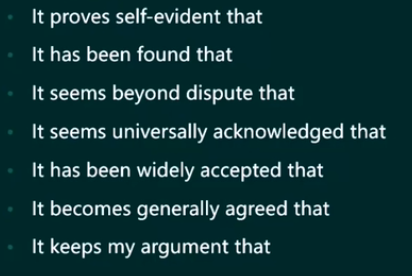 It proves self-evident that
It has been found that
It seems beyond dispute that
It seems universally acknowledged that
It has been widely accepted that
It becomes generally agreed that
It keeps my argument that